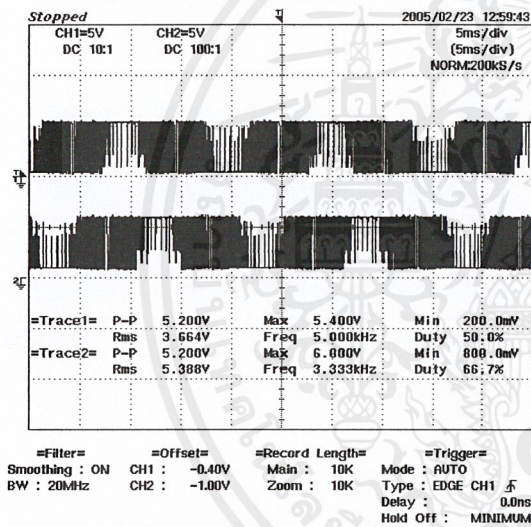 Stopped 2005/02/23 12:59:43
CH1=5V CH2=5V 5ms/div
DC 10:1 DC 100:1 (5ms/div)
NORM:200kS/s
=Trace1= P-P 5.200V Max 5.400V Min 200.0mV
Rms 3.664V Freq 5.000kHz Duty 50.0%
=Trace2= P-P 5.200V Max 6.000V Min 800.0mV
Rms 5.388V Freq 3.333kHz Duty 66.7%
=Filter= =Offset= =Record Length= =Trigger=
Smoothing : ON CH1 : -0.40V Main : 10K Mode : AUTO
BW : 20MHz CH2 : -1.00V Zoom : 10K Type : EDGE CH1
Delay : 0.0ns
Hold Off : MINIMUM